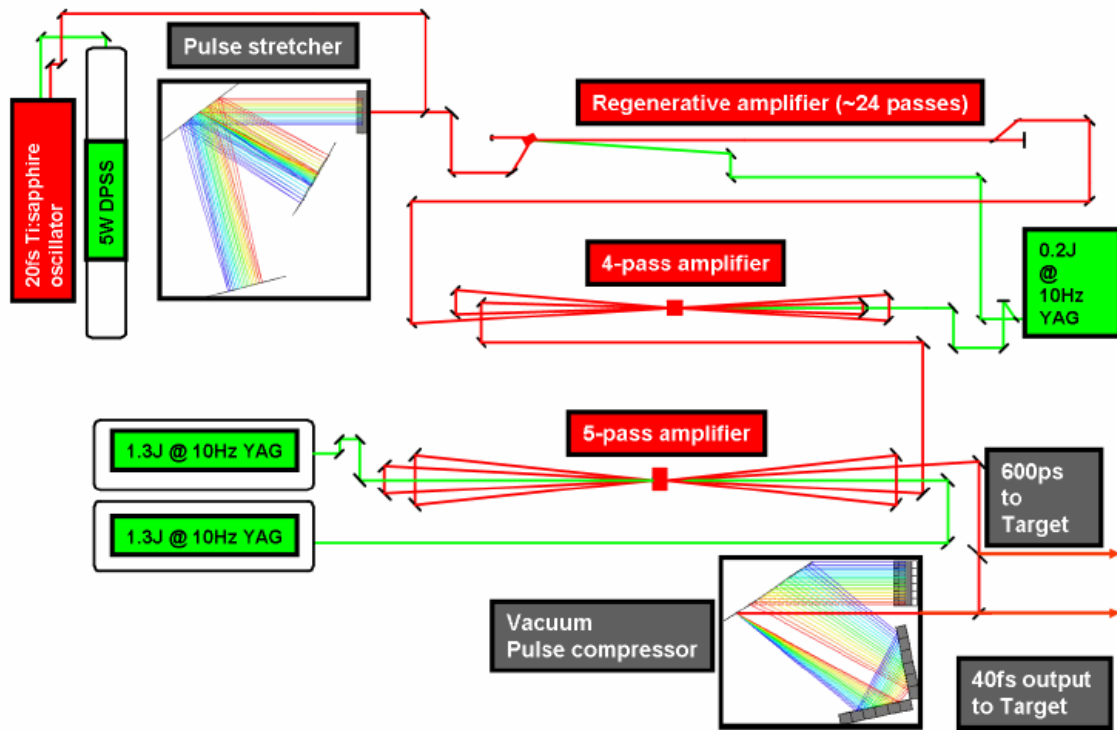 Pulse stretcher
Regenerative amplifier (~24 passes)
20fs Ti:sapphire
oscillator
5W DPSS
4-pass amplifier
0.2J
@
10Hz
YAG
5-pass amplifier
1.3J @ 10Hz YAG
1.3J @ 10Hz YAG
600ps
to
Target
Vacuum
Pulse compressor
40fs output
to Target